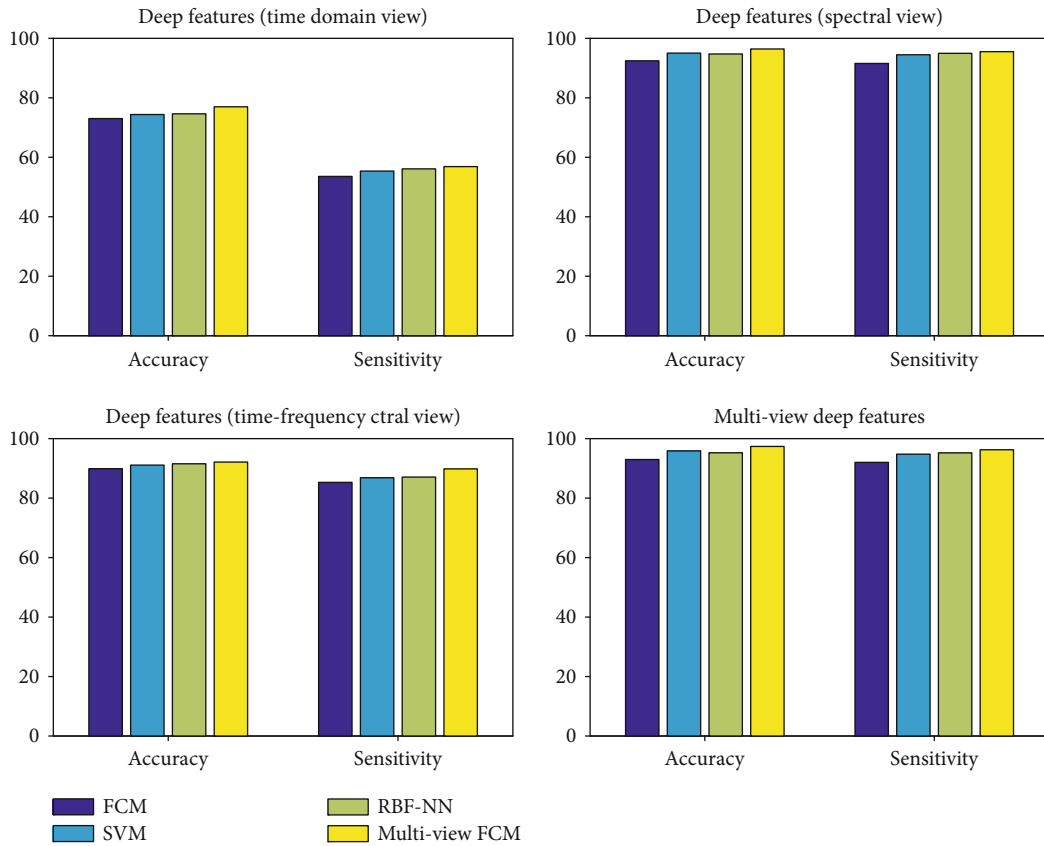 Deep features (time domain view)
100
80
60
40
20
0
Accuracy
Sensitivity
Deep features (spectral view)
100
80
60
40
20
0
Accuracy
Sensitivity
Deep features (time-frequency ctral view)
100
80
60
40
20
0
Accuracy
Sensitivity
Multi-view deep features
100
80
60
40
20
0
Accuracy
Sensitivity
FCM
SVM
RBF-NN
Multi-view FCM